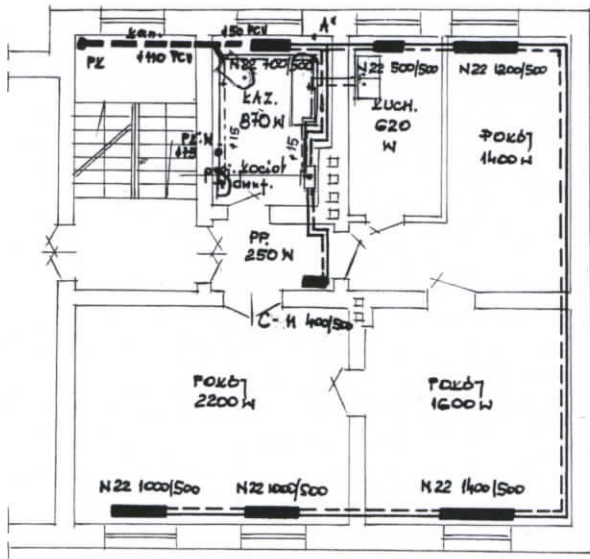 kan.
ø50 PCV
"A"
PK
ø110 PCV
N22 700/500
N22 500/500
N22 1200/500
ŁAZ.
870 W
KUCH.
620
W
POKÓJ
1400 W
ø15
ø15
kocioł
PP.
250 W
C-11 400/500
POKÓJ
2200 W
POKÓJ
1600 W
N22 1000/500
N22 1000/500
N22 1400/500